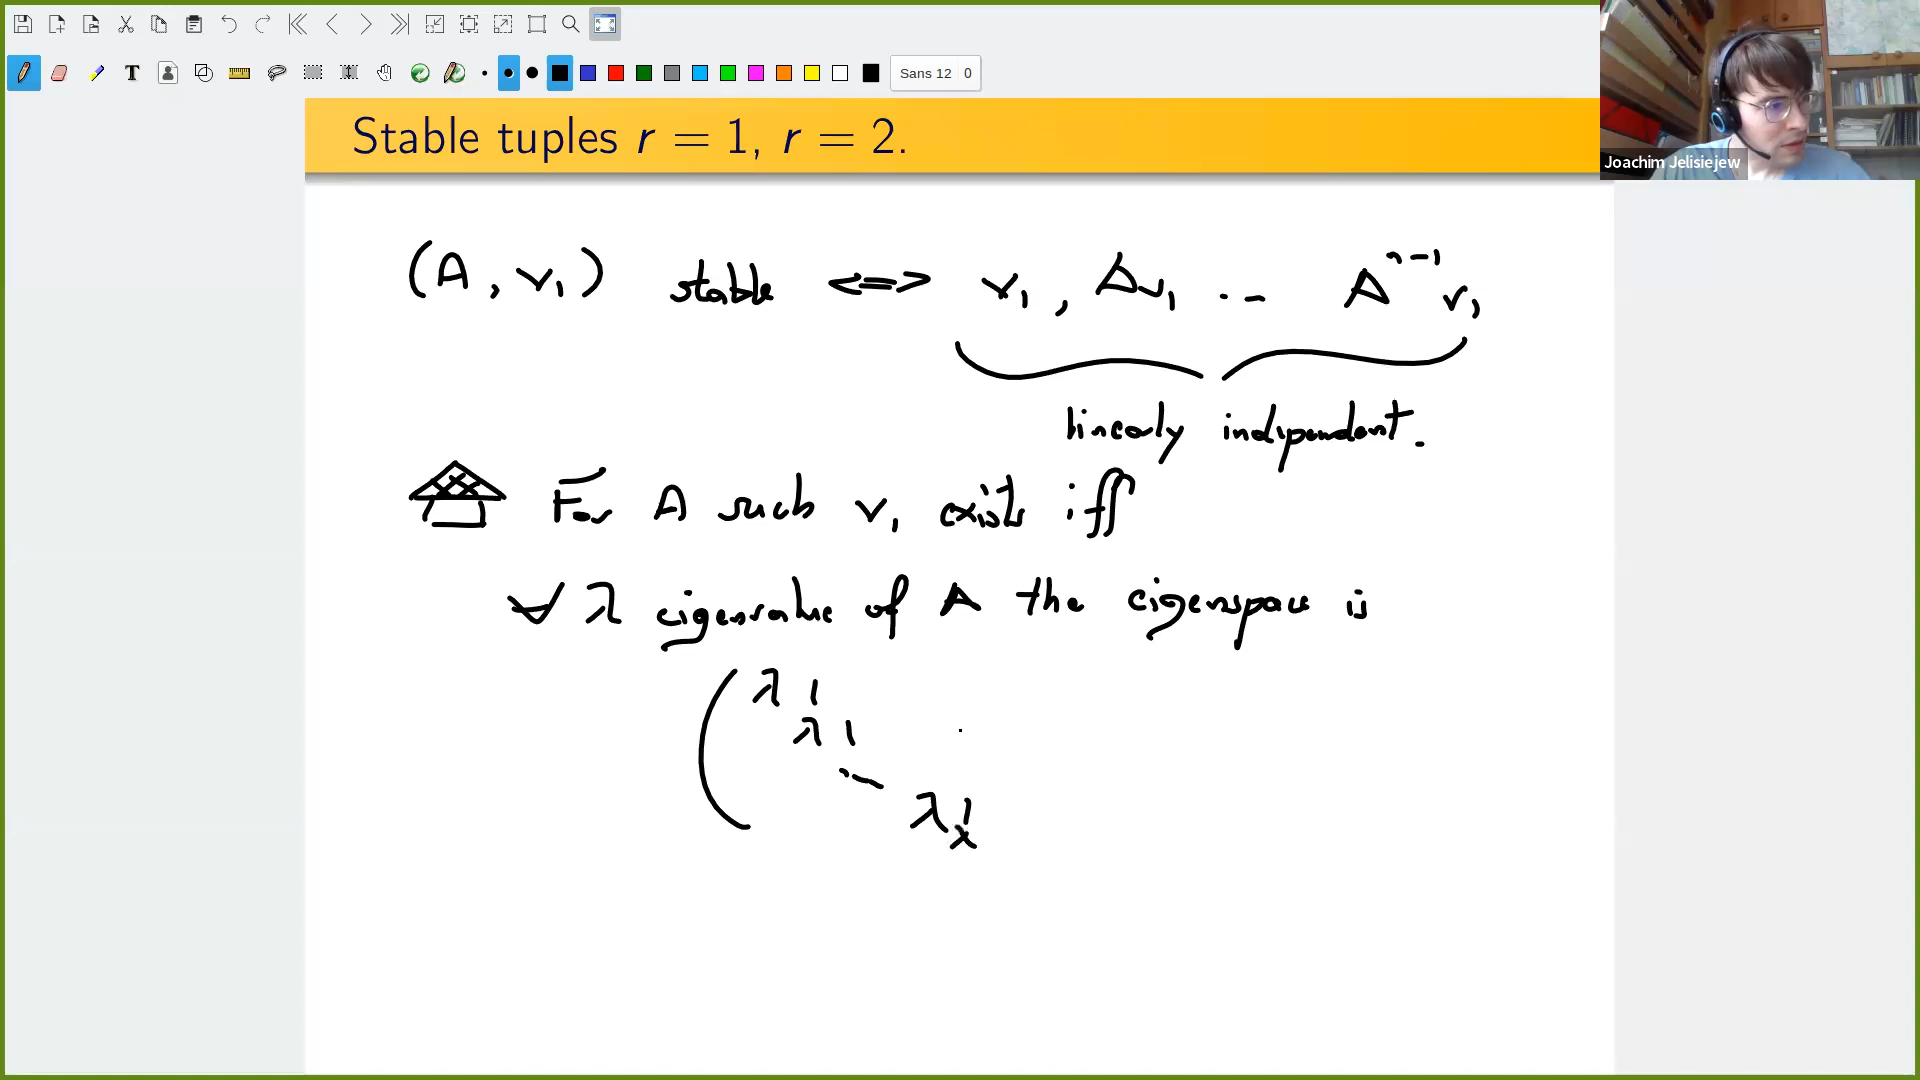 T
Sans 12 0
Joachim Jelisiejew
Stable tuples r = 1, r = 2.
(A, v₁) stable ⟺ v₁, Av₁ .. Aⁿ⁻¹v₁
linearly independent.
For A such v₁ exists iff
∀ λ eigenvalue of A the eigenspace is
( λ 1
λ 1
⋱
λ 1
λ